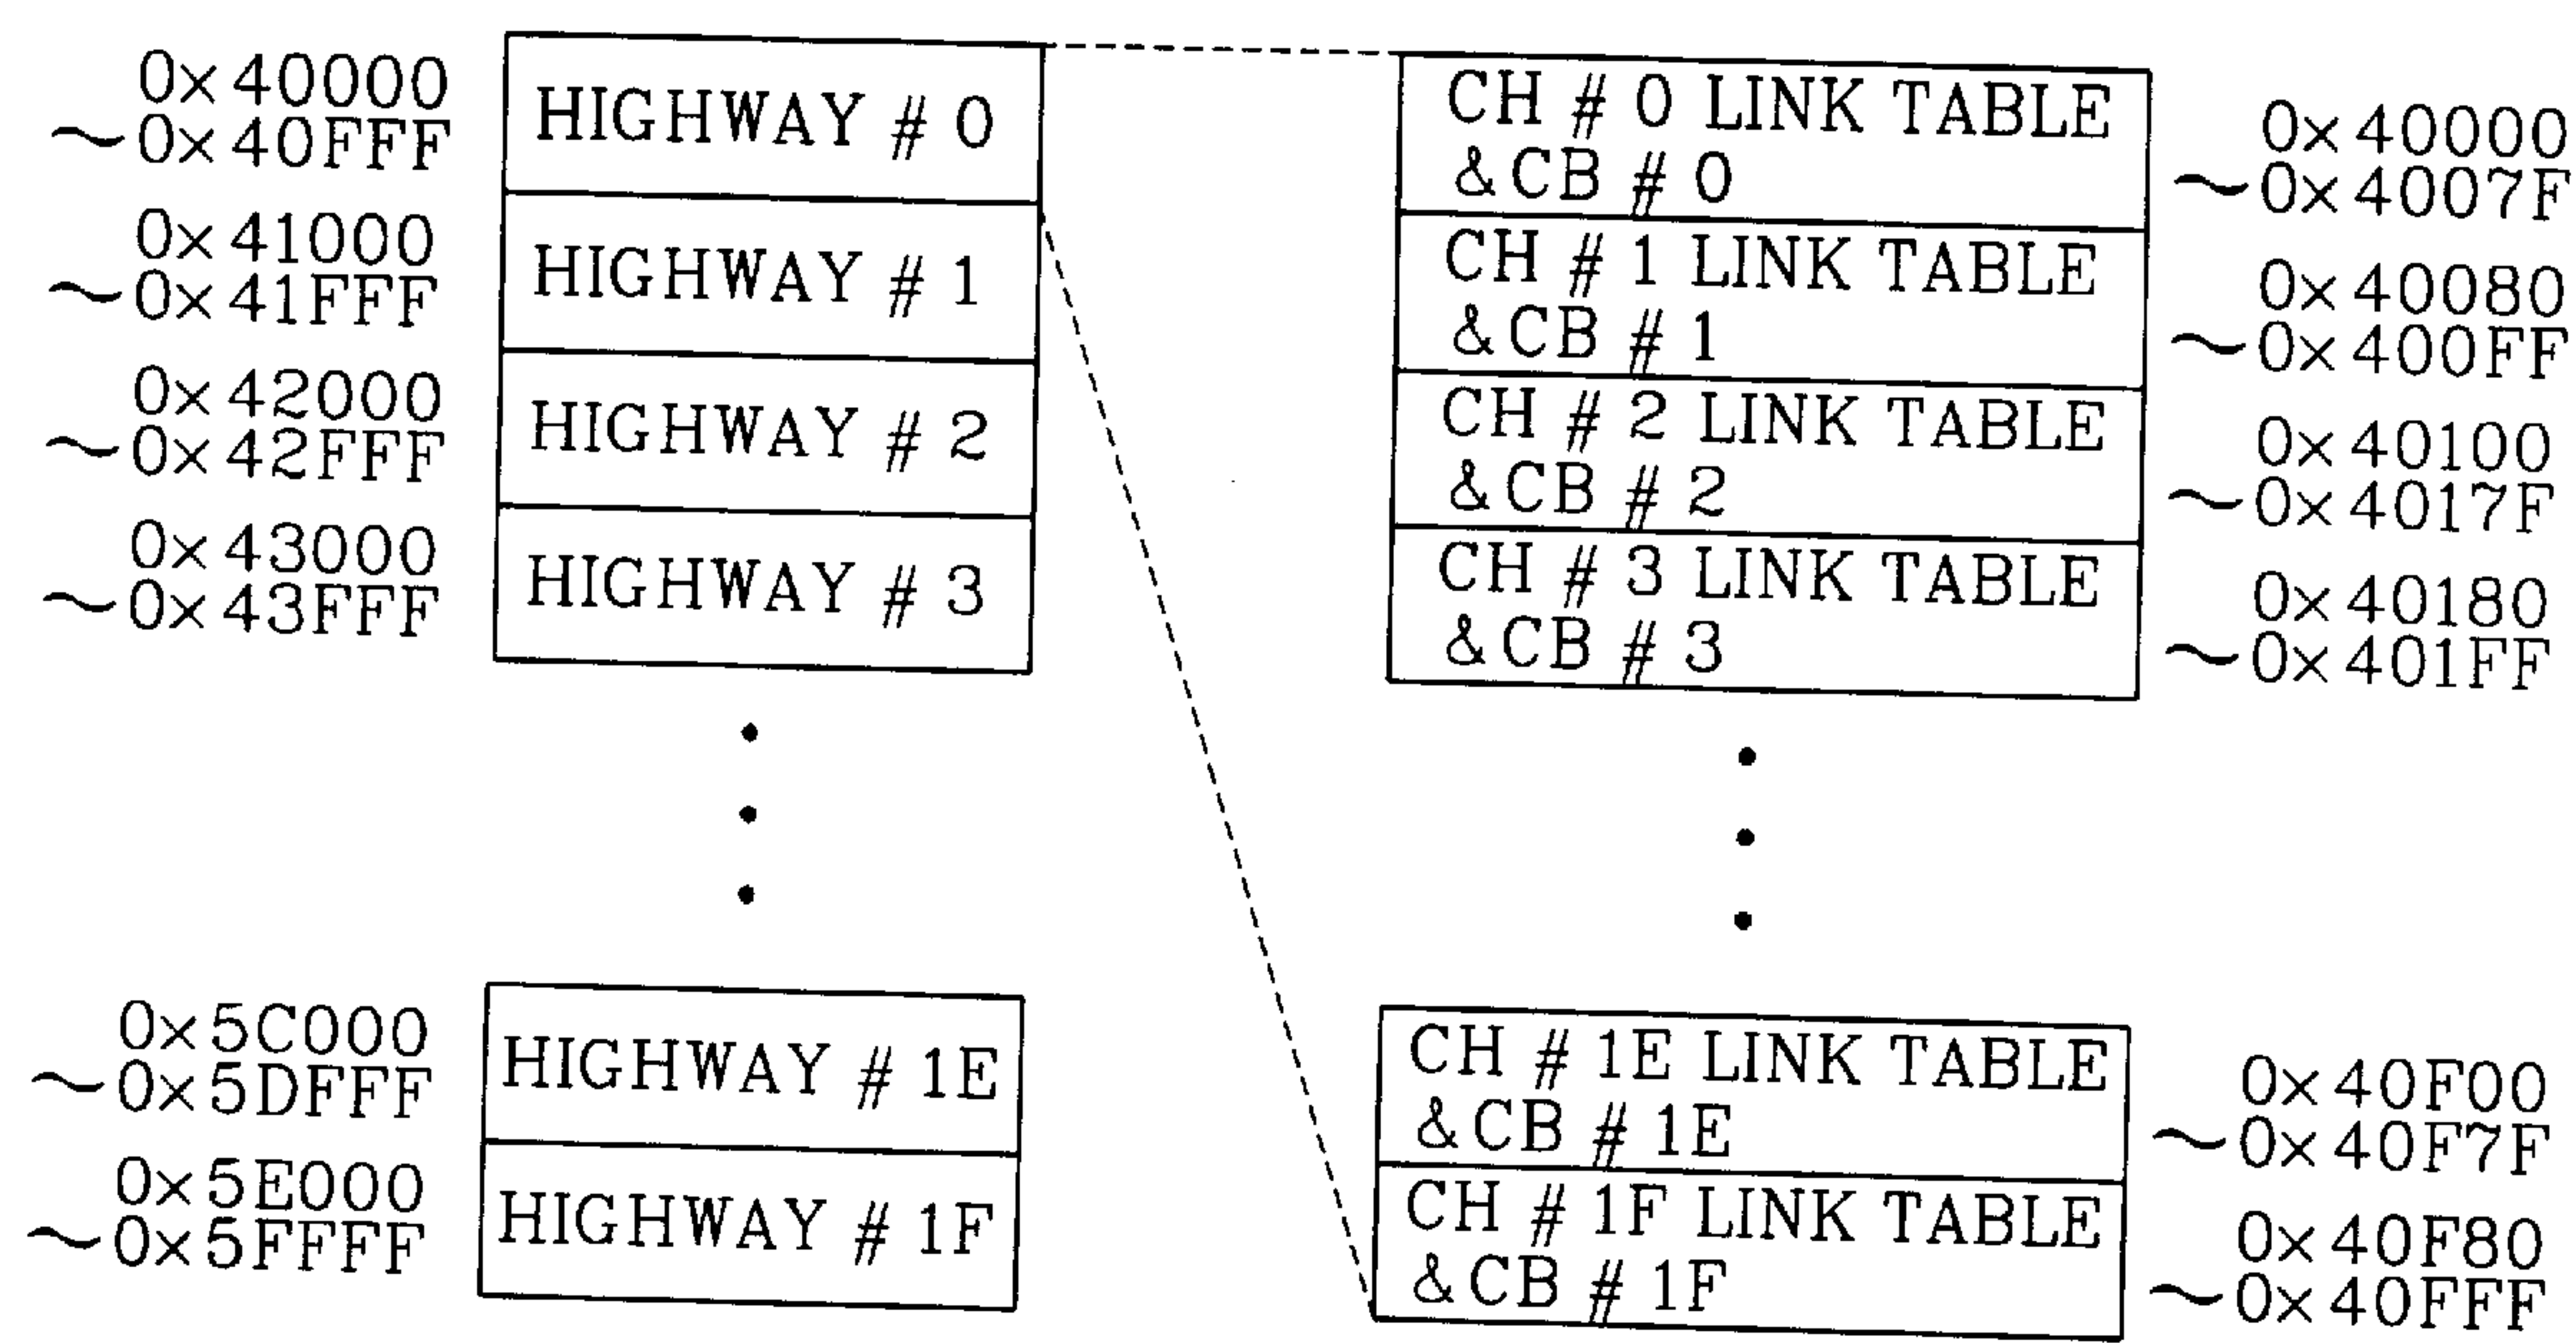 0×40000
~0×40FFF
HIGHWAY # 0
0×41000
~0×41FFF
HIGHWAY # 1
0×42000
~0×42FFF
HIGHWAY # 2
0×43000
~0×43FFF
HIGHWAY # 3
0×5C000
~0×5DFFF
HIGHWAY # 1E
0×5E000
~0×5FFFF
HIGHWAY # 1F
CH # 0 LINK TABLE
&CB # 0
0×40000
~0×4007F
CH # 1 LINK TABLE
&CB # 1
0×40080
~0×400FF
CH # 2 LINK TABLE
&CB # 2
0×40100
~0×4017F
CH # 3 LINK TABLE
&CB # 3
0×40180
~0×401FF
CH # 1E LINK TABLE
&CB # 1E
0×40F00
~0×40F7F
CH # 1F LINK TABLE
&CB # 1F
0×40F80
~0×40FFF